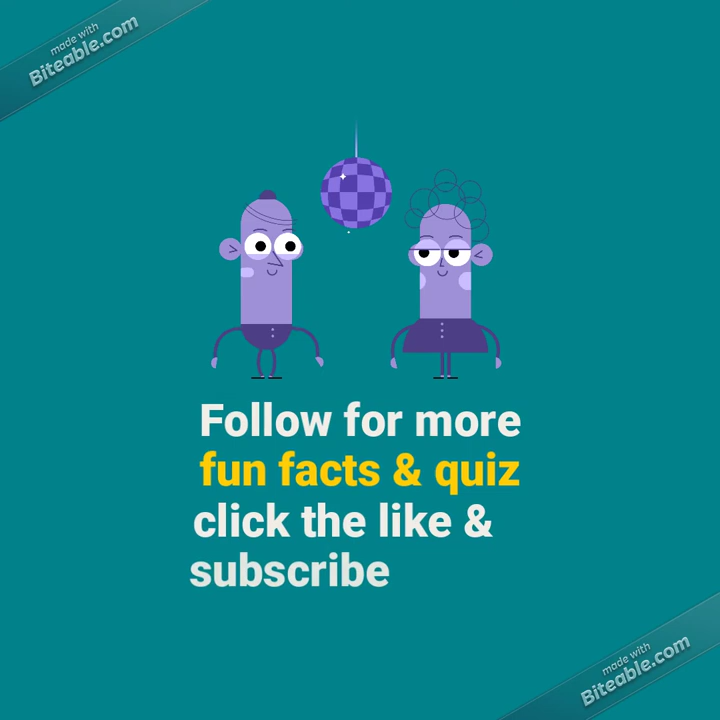 made with
Biteable.com
Follow for more
fun facts & quiz
click the like &
subscribe
made with
Biteable.com